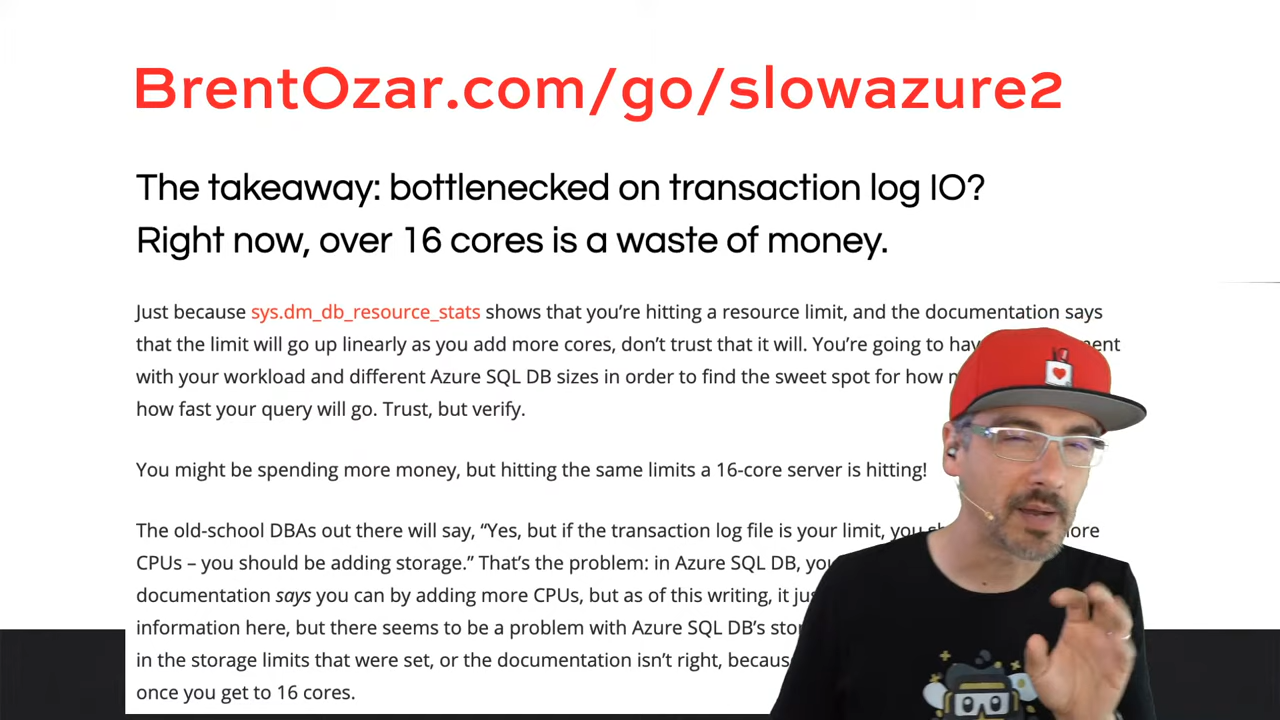 BrentOzar.com/go/slowazure2
The takeaway: bottlenecked on transaction log IO?
Right now, over 16 cores is a waste of money.
Just because sys.dm_db_resource_stats shows that you’re hitting a resource limit, and the documentation says
that the limit will go up linearly as you add more cores, don’t trust that it will. You’re going to
with your workload and different Azure SQL DB sizes in order to find the sweet spot for how
how fast your query will go. Trust, but verify.
You might be spending more money, but hitting the same limits a 16-core server is hitting!
The old-school DBAs out there will say, “Yes, but if the transaction log file is your limit,
CPUs – you should be adding storage.” That’s the problem: in Azure SQL DB,
documentation says you can by adding more CPUs, but as of this writing, it
information here, but there seems to be a problem with Azure SQL DB’s
in the storage limits that were set, or the documentation isn’t right,
once you get to 16 cores.